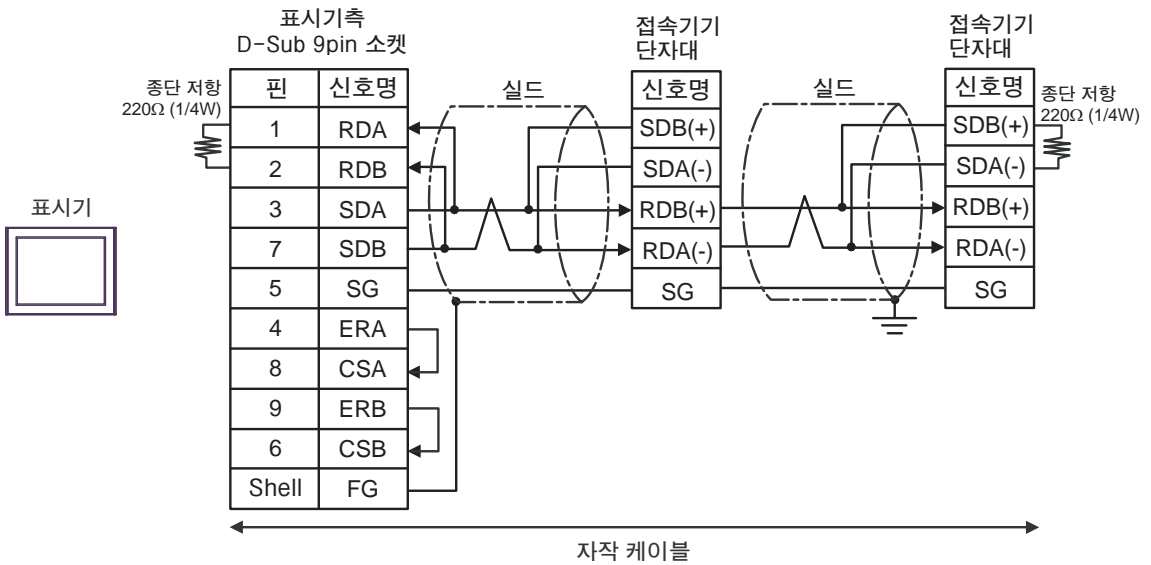 표시기측
D-Sub 9pin 소켓
접속기기
단자대
접속기기
단자대
종단 저항
220Ω (1/4W)
핀 신호명
실드
신호명
실드
신호명
종단 저항
220Ω (1/4W)
1 RDA
SDB(+)
SDB(+)
2 RDB
SDA(-)
SDA(-)
표시기
3 SDA
RDB(+)
RDB(+)
7 SDB
RDA(-)
RDA(-)
5 SG
SG
SG
4 ERA
8 CSA
9 ERB
6 CSB
Shell FG
자작 케이블